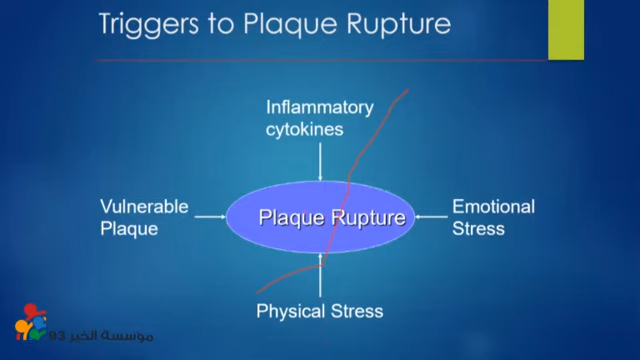 Triggers to Plaque Rupture
Inflammatory
cytokines
Vulnerable
Plaque
Plaque Rupture
Emotional
Stress
Physical Stress
مؤسسة الخير 93